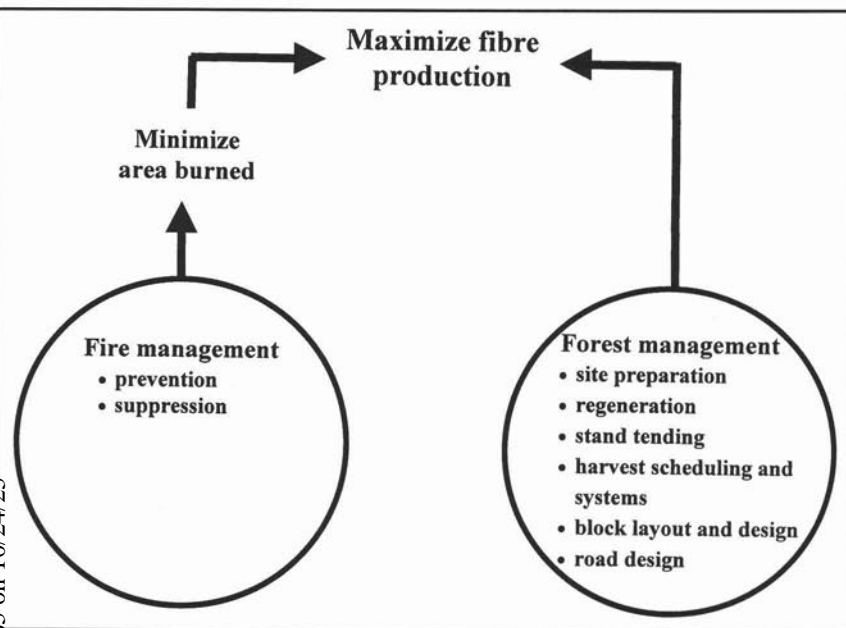 Maximize fibre
production
Minimize
area burned
Fire management
• prevention
• suppression
Forest management
• site preparation
• regeneration
• stand tending
• harvest scheduling and
systems
• block layout and design
• road design